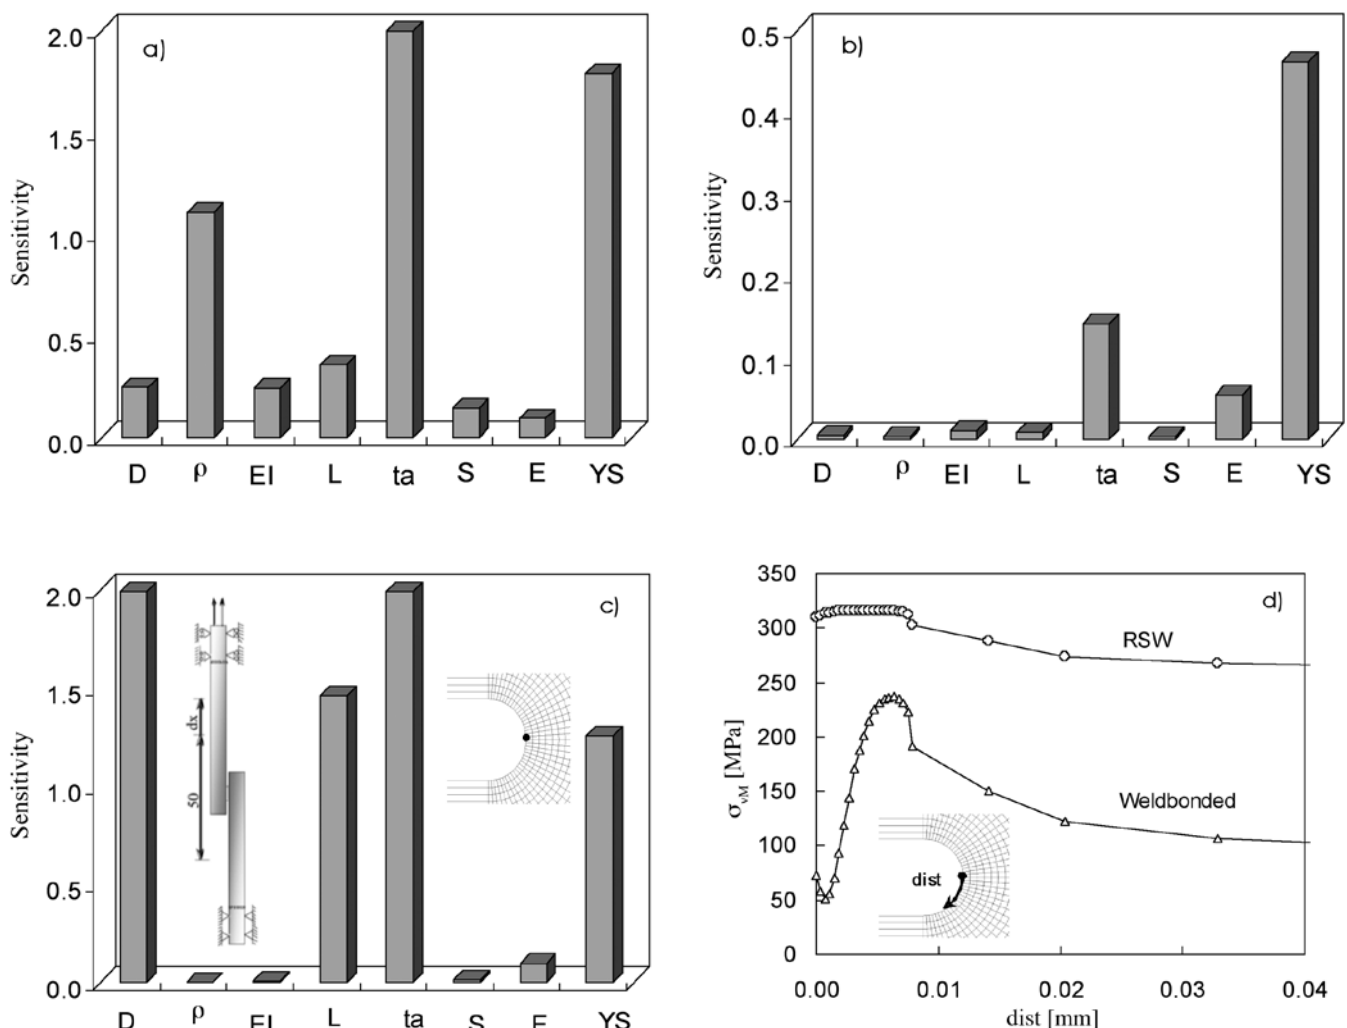 a)
Sensitivity
2.0
1.5
1.0
0.5
0.0
D ρ EI L ta S E YS
b)
Sensitivity
0.5
0.4
0.3
0.2
0.1
0.0
D ρ EI L ta S E YS
c)
Sensitivity
2.0
1.5
1.0
0.5
0.0
dx
50
D ρ EI L ta S E YS
d)
σvM [MPa]
350
300
250
200
150
100
50
0
RSW
Weldbonded
dist
0.00 0.01 0.02 0.03 0.04
dist [mm]